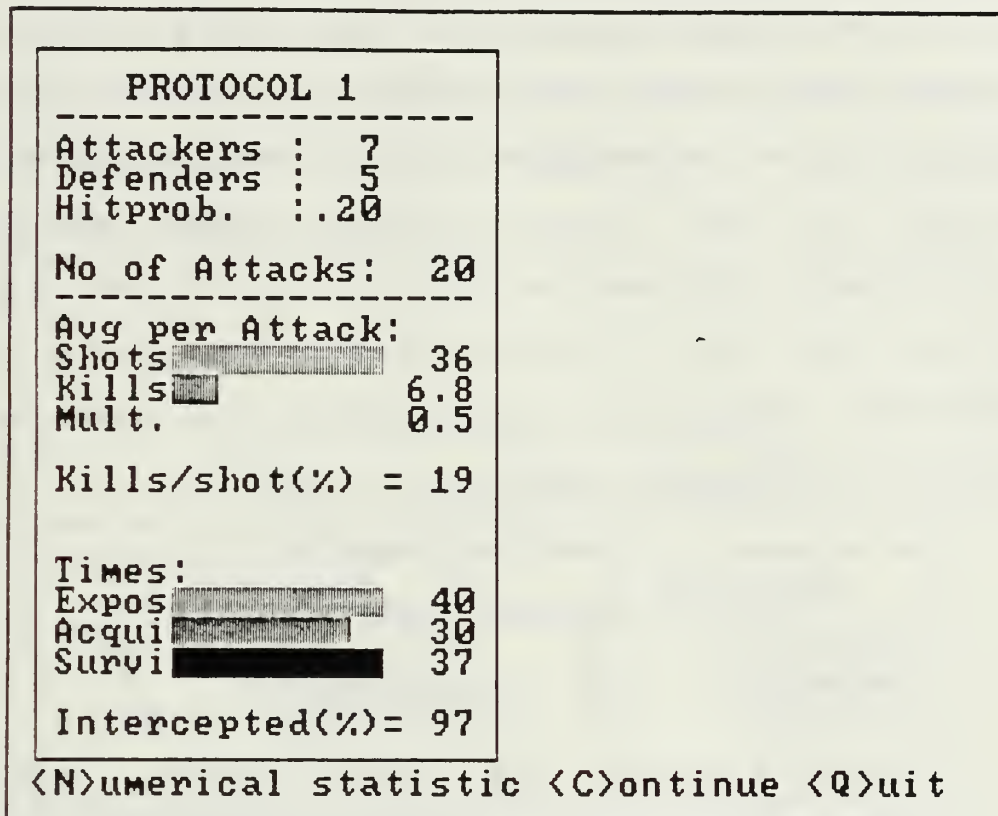 PROTOCOL 1
Attackers : 7
Defenders : 5
Hitprob. :.20
No of Attacks: 20
Avg per Attack:
Shots 36
Kills 6.8
Mult. 0.5
Kills/shot(%) = 19
Times:
Expos 40
Acqui 30
Survi 37
Intercepted(%)= 97
<N>umerical statistic <C>ontinue <Q>uit